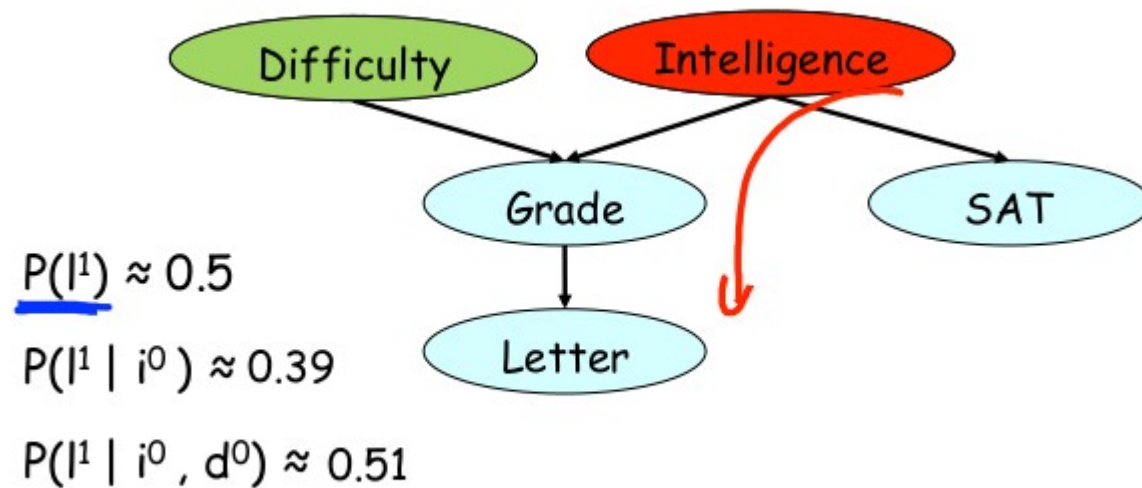 Difficulty
Intelligence
Grade
SAT
P(l¹) ≈ 0.5
Letter
P(l¹ | i⁰ ) ≈ 0.39
P(l¹ | i⁰ , d⁰) ≈ 0.51